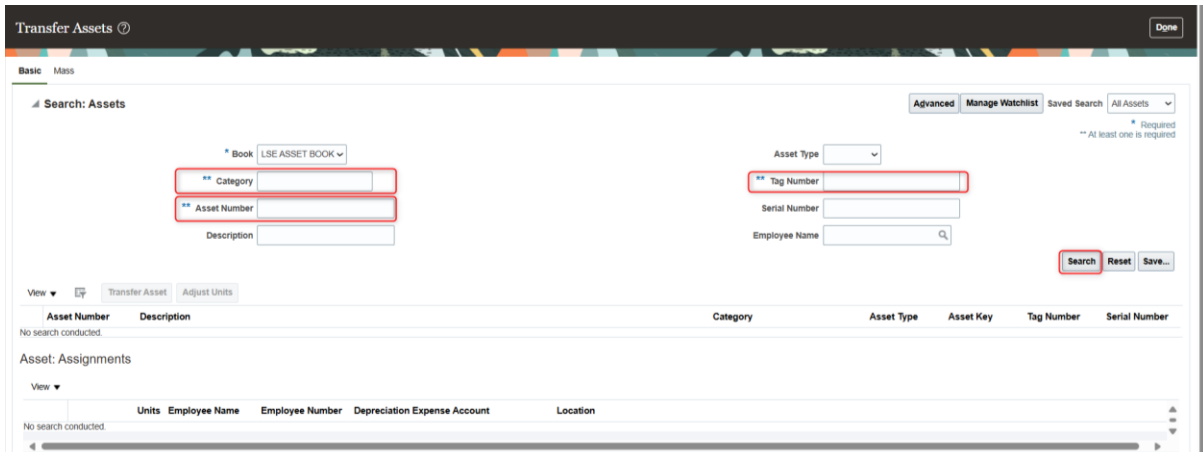 Transfer Assets ?
Done
Basic Mass
Search: Assets
Advanced Manage Watchlist Saved Search All Assets
* Required
** At least one is required
* Book LSE ASSET BOOK
Asset Type
** Category
** Tag Number
** Asset Number
Serial Number
Description
Employee Name
Search Reset Save...
View Transfer Asset Adjust Units
Asset Number Description Category Asset Type Asset Key Tag Number Serial Number
No search conducted.
Asset: Assignments
View
Units Employee Name Employee Number Depreciation Expense Account Location
No search conducted.